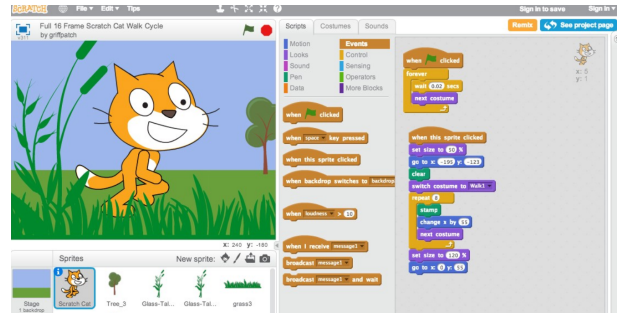 SCRATCH File Edit Tips Sign in to save Sign in
Full 16 Frame Scratch Cat Walk Cycle
by griffpatch
Scripts Costumes Sounds
Remix See project page
Motion Events
Looks Control
Sound Sensing
Pen Operators
Data More Blocks
when clicked
when space key pressed
when this sprite clicked
when backdrop switches to backdrop
when loudness > 10
when I receive message1
broadcast message1
broadcast message1 and wait
when clicked
forever
wait 0.02 secs
next costume
when this sprite clicked
set size to 50 %
go to x: -195 y: -123
clear
switch costume to Walk1
repeat 8
stamp
change x by 55
next costume
set size to 120 %
go to x: 0 y: 55
x: 5
y: 1
x: 240 y: -180
Sprites New sprite:
Stage
1 backdrop
Scratch Cat
Tree_3
Glass-Tal...
Glass-Tal...
grass3